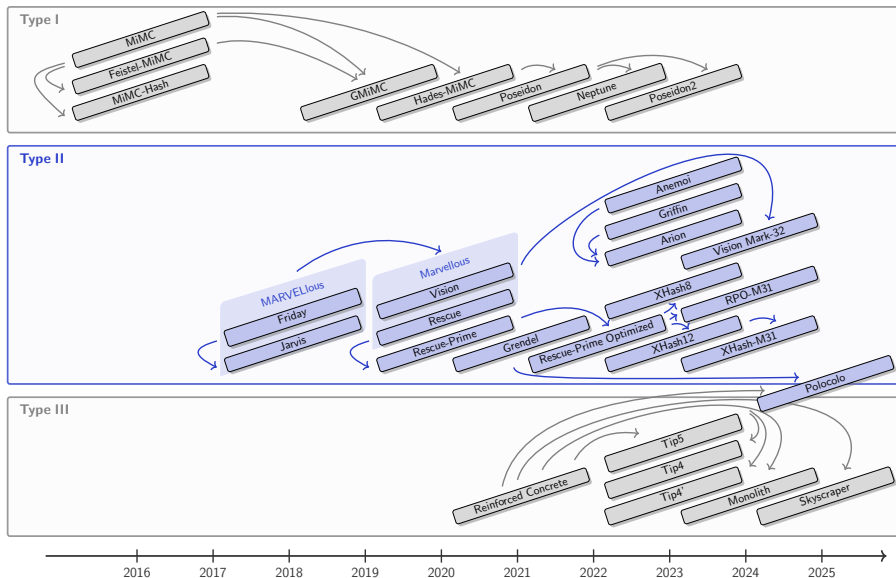 Type I
MiMC
Feistel-MiMC
MiMC-Hash
GMiMC
Hades-MiMC
Poseidon
Neptune
Poseidon2
Type II
Anemoi
Griffin
Arion
Vision Mark-32
MARVELlous
Friday
Jarvis
Marvellous
Vision
Rescue
Rescue-Prime
Grendel
Rescue-Prime Optimized
XHash8
RPO-M31
XHash12
XHash-M31
Polocolo
Type III
Reinforced Concrete
Tip5
Tip4
Tip4'
Monolith
Skyscraper
2016 2017 2018 2019 2020 2021 2022 2023 2024 2025